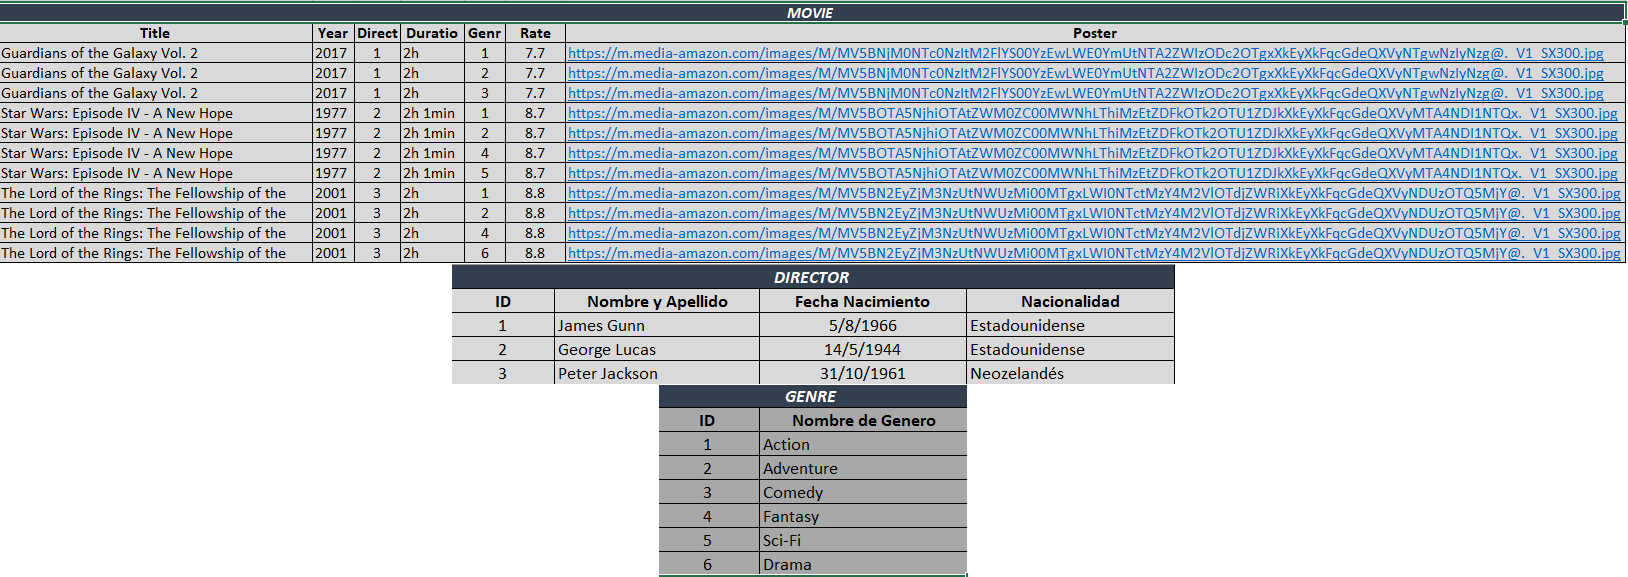 MOVIE
Title Year Direct Duratio Genr Rate Poster
Guardians of the Galaxy Vol. 2 2017 1 2h 1 7.7 https://m.media-amazon.com/images/M/MV5BNjM0NTc0NzItM2FlYS00YzEwLWE0YmUtNTA2ZWIzODc2OTgxXkEyXkFqcGdeQXVyNTgwNzIyNzg@._V1_SX300.jpg
Guardians of the Galaxy Vol. 2 2017 1 2h 2 7.7 https://m.media-amazon.com/images/M/MV5BNjM0NTc0NzItM2FlYS00YzEwLWE0YmUtNTA2ZWIzODc2OTgxXkEyXkFqcGdeQXVyNTgwNzIyNzg@._V1_SX300.jpg
Guardians of the Galaxy Vol. 2 2017 1 2h 3 7.7 https://m.media-amazon.com/images/M/MV5BNjM0NTc0NzItM2FlYS00YzEwLWE0YmUtNTA2ZWIzODc2OTgxXkEyXkFqcGdeQXVyNTgwNzIyNzg@._V1_SX300.jpg
Star Wars: Episode IV - A New Hope 1977 2 2h 1min 1 8.7 https://m.media-amazon.com/images/M/MV5BOTA5NjhiOTAtZWM0ZC00MWNhLThiMzEtZDFkOTk2OTU1ZDJkXkEyXkFqcGdeQXVyMTA4NDI1NTQx._V1_SX300.jpg
Star Wars: Episode IV - A New Hope 1977 2 2h 1min 2 8.7 https://m.media-amazon.com/images/M/MV5BOTA5NjhiOTAtZWM0ZC00MWNhLThiMzEtZDFkOTk2OTU1ZDJkXkEyXkFqcGdeQXVyMTA4NDI1NTQx._V1_SX300.jpg
Star Wars: Episode IV - A New Hope 1977 2 2h 1min 4 8.7 https://m.media-amazon.com/images/M/MV5BOTA5NjhiOTAtZWM0ZC00MWNhLThiMzEtZDFkOTk2OTU1ZDJkXkEyXkFqcGdeQXVyMTA4NDI1NTQx._V1_SX300.jpg
Star Wars: Episode IV - A New Hope 1977 2 2h 1min 5 8.7 https://m.media-amazon.com/images/M/MV5BOTA5NjhiOTAtZWM0ZC00MWNhLThiMzEtZDFkOTk2OTU1ZDJkXkEyXkFqcGdeQXVyMTA4NDI1NTQx._V1_SX300.jpg
The Lord of the Rings: The Fellowship of the 2001 3 2h 1 8.8 https://m.media-amazon.com/images/M/MV5BN2EyZjM3NzUtNWUzMi00MTgxLWI0NTctMzY4M2VlOTdjZWRiXkEyXkFqcGdeQXVyNDUzOTQ5MjY@._V1_SX300.jpg
The Lord of the Rings: The Fellowship of the 2001 3 2h 2 8.8 https://m.media-amazon.com/images/M/MV5BN2EyZjM3NzUtNWUzMi00MTgxLWI0NTctMzY4M2VlOTdjZWRiXkEyXkFqcGdeQXVyNDUzOTQ5MjY@._V1_SX300.jpg
The Lord of the Rings: The Fellowship of the 2001 3 2h 4 8.8 https://m.media-amazon.com/images/M/MV5BN2EyZjM3NzUtNWUzMi00MTgxLWI0NTctMzY4M2VlOTdjZWRiXkEyXkFqcGdeQXVyNDUzOTQ5MjY@._V1_SX300.jpg
The Lord of the Rings: The Fellowship of the 2001 3 2h 6 8.8 https://m.media-amazon.com/images/M/MV5BN2EyZjM3NzUtNWUzMi00MTgxLWI0NTctMzY4M2VlOTdjZWRiXkEyXkFqcGdeQXVyNDUzOTQ5MjY@._V1_SX300.jpg
DIRECTOR
ID Nombre y Apellido Fecha Nacimiento Nacionalidad
1 James Gunn 5/8/1966 Estadounidense
2 George Lucas 14/5/1944 Estadounidense
3 Peter Jackson 31/10/1961 Neozelandés
GENRE
ID Nombre de Genero
1 Action
2 Adventure
3 Comedy
4 Fantasy
5 Sci-Fi
6 Drama